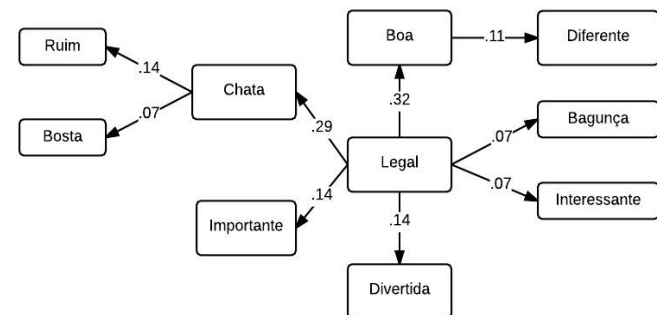 Ruim
Boa
.11
Diferente
.14
Chata
.32
Bosta
.07
.29
Bagunça
.07
Legal
.07
Interessante
.14
Importante
.14
Divertida